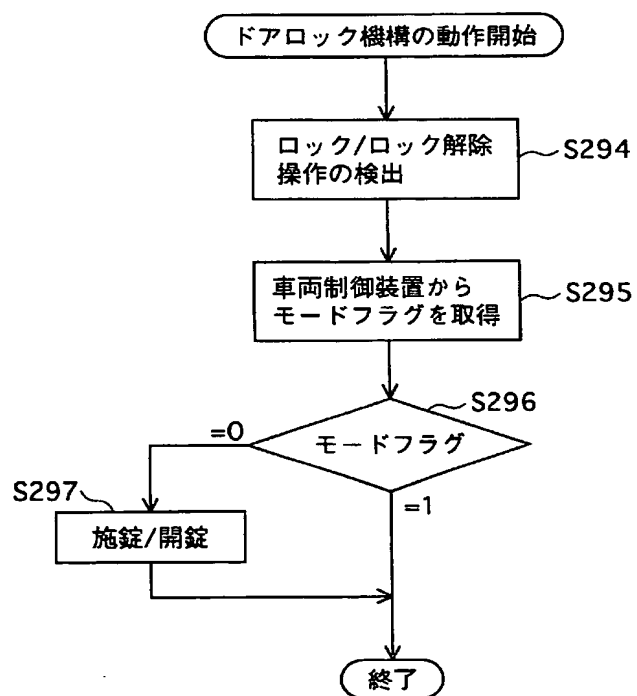 ドアロック機構の動作開始
ロック/ロック解除
操作の検出
S294
車両制御装置から
モードフラグを取得
S295
S296
モードフラグ
=0
=1
S297
施錠/開錠
終了